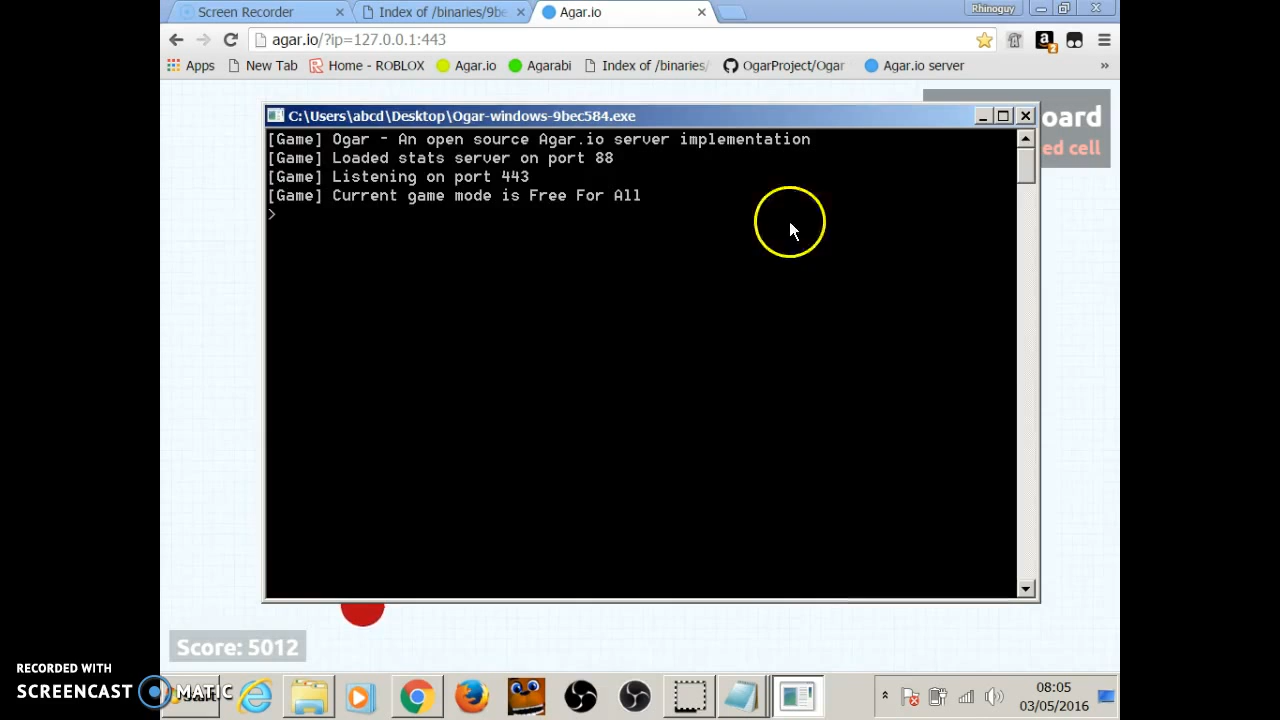 Screen Recorder
Index of /binaries/9be
Agar.io
Rhinoguy
agar.io/?ip=127.0.0.1:443
Apps
New Tab
Home - ROBLOX
Agar.io
Agarabi
Index of /binaries/
OgarProject/Ogar
Agar.io server
»
C:\Users\abcd\Desktop\Ogar-windows-9bec584.exe
[Game] Ogar - An open source Agar.io server implementation
[Game] Loaded stats server on port 88
[Game] Listening on port 443
[Game] Current game mode is Free For All
>
oard
ed cell
Score: 5012
RECORDED WITH
SCREENCAST MATIC
08:05
03/05/2016